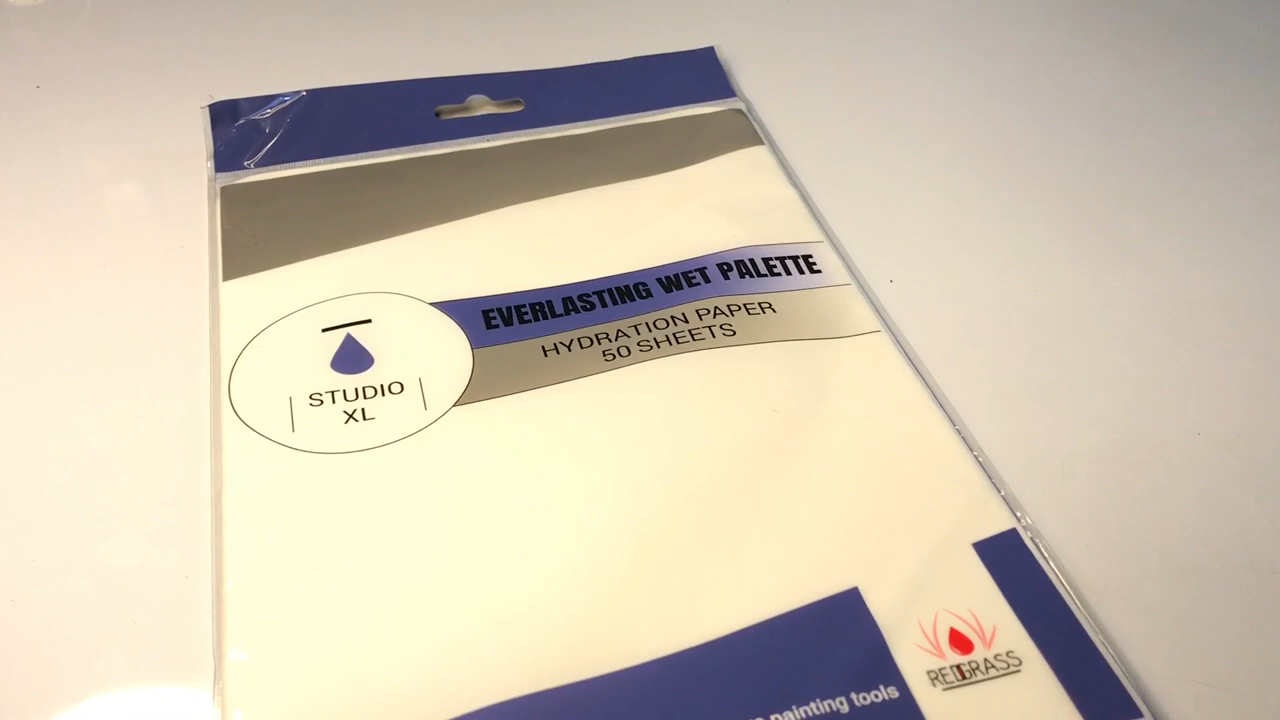 EVERLASTING WET PALETTE
HYDRATION PAPER
50 SHEETS
STUDIO
XL
REDGRASS
painting tools